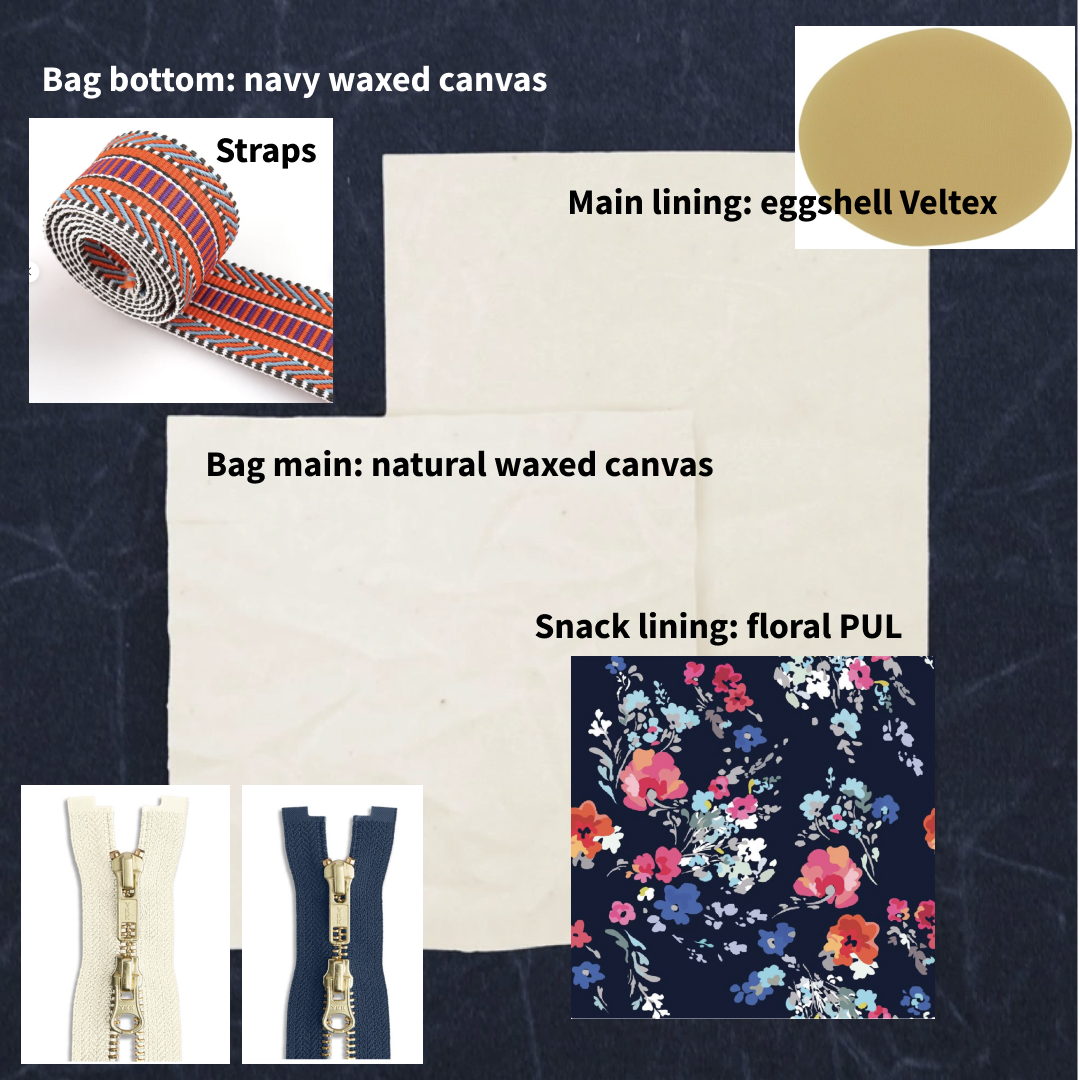 Bag bottom: navy waxed canvas
Straps
Main lining: eggshell Veltex
Bag main: natural waxed canvas
Snack lining: floral PUL